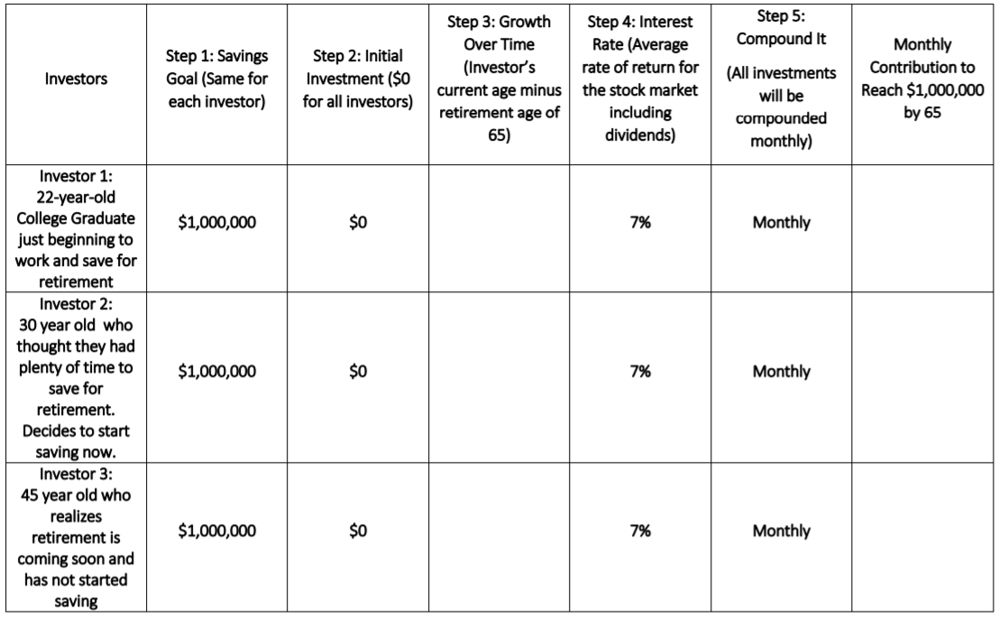 Investors
Step 1: Savings
Goal (Same for
each investor)
Step 2: Initial
Investment ($0
for all investors)
Step 3: Growth
Over Time
(Investor's
current age minus
retirement age of
65)
Step 4: Interest
Rate (Average
rate of return for
the stock market
including
dividends)
Step 5:
Compound It
(All investments
will be
compounded
monthly)
Monthly
Contribution to
Reach $1,000,000
by 65
Investor 1:
22-year-old
College Graduate
just beginning to
work and save for
retirement
$1,000,000
$0
7%
Monthly
Investor 2:
30 year old who
thought they had
plenty of time to
save for
retirement.
Decides to start
saving now.
$1,000,000
$0
7%
Monthly
Investor 3:
45 year old who
realizes
retirement is
coming soon and
has not started
saving
$1,000,000
$0
7%
Monthly